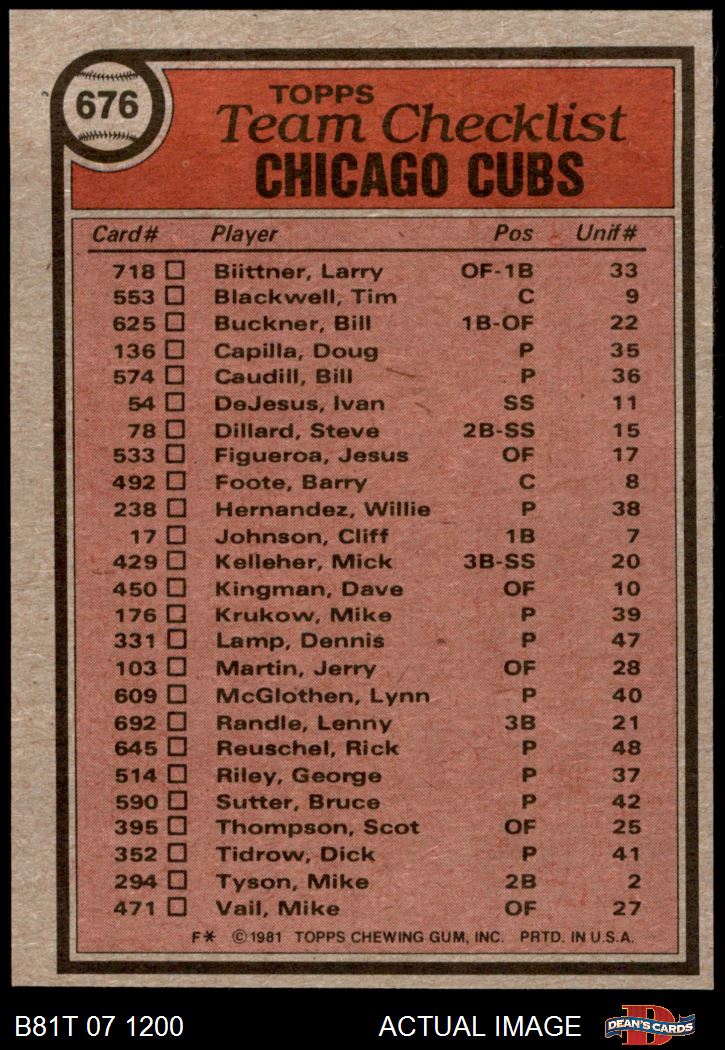 676
TOPPS
Team Checklist
CHICAGO CUBS
Card# Player Pos Unif#
718 □ Biittner, Larry OF-1B 33
553 □ Blackwell, Tim C 9
625 □ Buckner, Bill 1B-OF 22
136 □ Capilla, Doug P 35
574 □ Caudill, Bill P 36
54 □ DeJesus, Ivan SS 11
78 □ Dillard, Steve 2B-SS 15
533 □ Figueroa, Jesus OF 17
492 □ Foote, Barry C 8
238 □ Hernandez, Willie P 38
17 □ Johnson, Cliff 1B 7
429 □ Kelleher, Mick 3B-SS 20
450 □ Kingman, Dave OF 10
176 □ Krukow, Mike P 39
331 □ Lamp, Dennis P 47
103 □ Martin, Jerry OF 28
609 □ McGlothen, Lynn P 40
692 □ Randle, Lenny 3B 21
645 □ Reuschel, Rick P 48
514 □ Riley, George P 37
590 □ Sutter, Bruce P 42
395 □ Thompson, Scot OF 25
352 □ Tidrow, Dick P 41
294 □ Tyson, Mike 2B 2
471 □ Vail, Mike OF 27
F* ©1981 TOPPS CHEWING GUM, INC. PRTD. IN U.S.A.
B81T 07 1200 ACTUAL IMAGE D DEAN'S CARDS